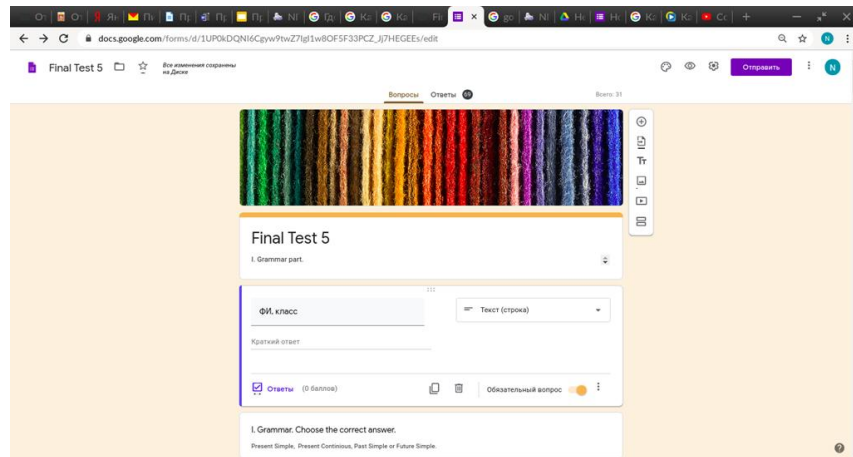 docs.google.com/forms/d/1UP0kDQNI6Cgyw9twZ7IgI1w8OF5F33PCZ_Jj7HEGEEs/edit
Final Test 5
Все изменения сохранены
на Диске
Отправить
N
Вопросы Ответы 69 Всего: 31
Final Test 5
I. Grammar part.
ФИ, класс
Текст (строка)
Краткий ответ
Ответы (0 баллов)
Обязательный вопрос
I. Grammar. Choose the correct answer.
Present Simple, Present Continious, Past Simple or Future Simple.